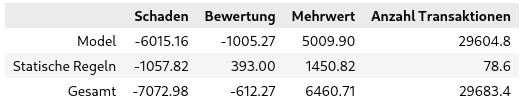 Schaden Bewertung Mehrwert Anzahl Transaktionen
Model -6015.16 -1005.27 5009.90 29604.8
Statische Regeln -1057.82 393.00 1450.82 78.6
Gesamt -7072.98 -612.27 6460.71 29683.4